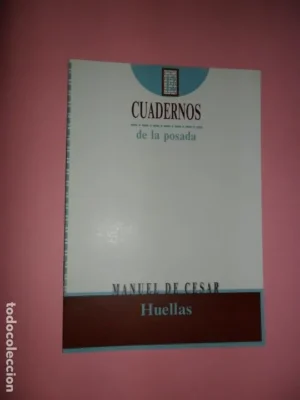 CUADERNOS
de la posada
MANUEL DE CESAR
Huellas
todocoleccion